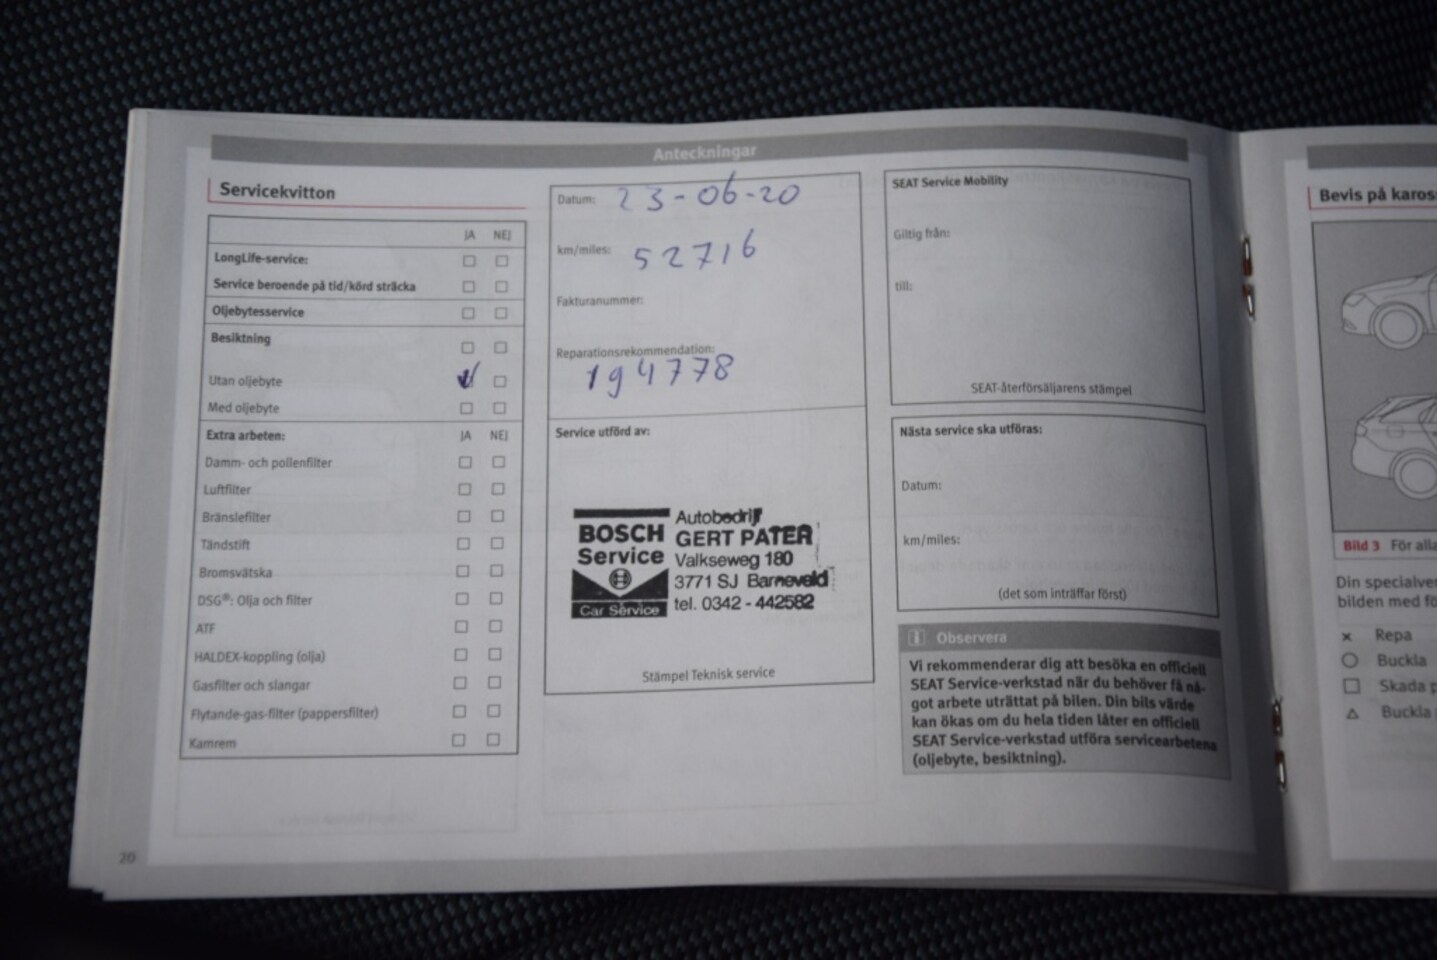 Anteckningar
Servicekvitton
JA NEJ
LongLife-service:
Service beroende på tid/körd sträcka
Oljebytesservice
Besiktning
Utan oljebyte
Med oljebyte
Extra arbeten: JA NEJ
Damm- och pollenfilter
Luftfilter
Bränslefilter
Tändstift
Bromsvätska
DSG®: Olja och filter
ATF
HALDEX-koppling (olja)
Gasfilter och slangar
Flytande-gas-filter (pappersfilter)
Kamrem
20
Datum: 23-06-20
km/miles: 52716
Fakturanummer:
Reparationsrekommendation:
194778
Service utförd av:
BOSCH
Service
Car Service
Autobedrijf
GERT PATER
Valkseweg 180
3771 SJ Barneveld
tel. 0342 - 442582
Stämpel Teknisk service
SEAT Service Mobility
Giltig från:
till:
SEAT-återförsäljarens stämpel
Nästa service ska utföras:
Datum:
km/miles:
(det som inträffar först)
i Observera
Vi rekommenderar dig att besöka en officiell
SEAT Service-verkstad när du behöver få nå-
got arbete uträttat på bilen. Din bils värde
kan ökas om du hela tiden låter en officiell
SEAT Service-verkstad utföra servicearbetena
(oljebyte, besiktning).
Bevis på kaross
Bild 3 För alla
Din specialver
bilden med fö
Repa
Buckla
Skada p
Buckla